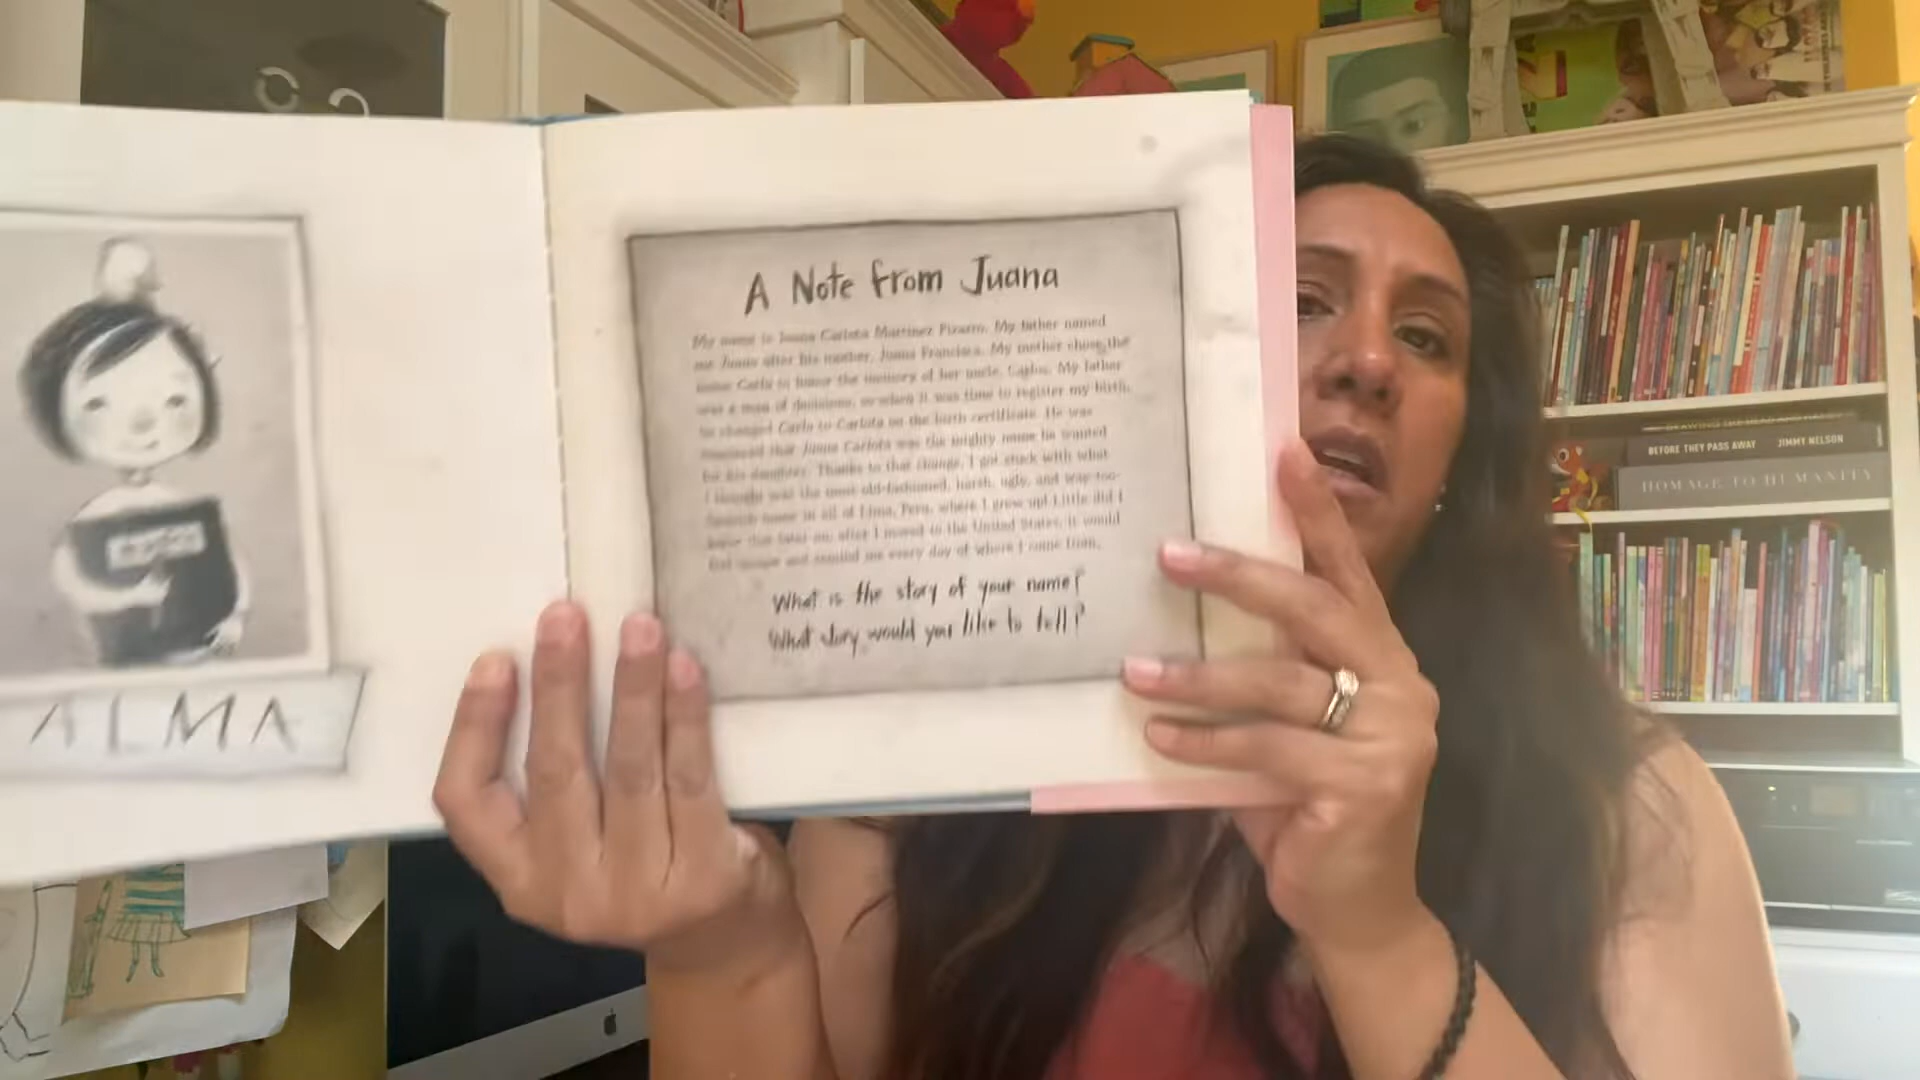 A Note from Juana
My name is Juana Carlota Martinez Pizarro. My father named
me Juana after his mother, Juana Francisca. My mother chose the
name Carla to honor the memory of her uncle, Carlos. My father
was a man of decisions, so when it was time to register my birth,
he changed Carla to Carlota on the birth certificate. He was
convinced that Juana Carlota was the mighty name he wanted
for his daughter. Thanks to that change, I got stuck with what
I thought was the most old-fashioned, harsh, ugly, and way-too-
Spanish name in all of Lima, Peru, where I grew up! Little did I
know that later on, after I moved to the United States, it would
feel unique and remind me every day of where I come from.
What is the story of your name?
What story would you like to tell?
ALMA
BEFORE THEY PASS AWAY JIMMY NELSON
HOMAGE TO HUMANITY